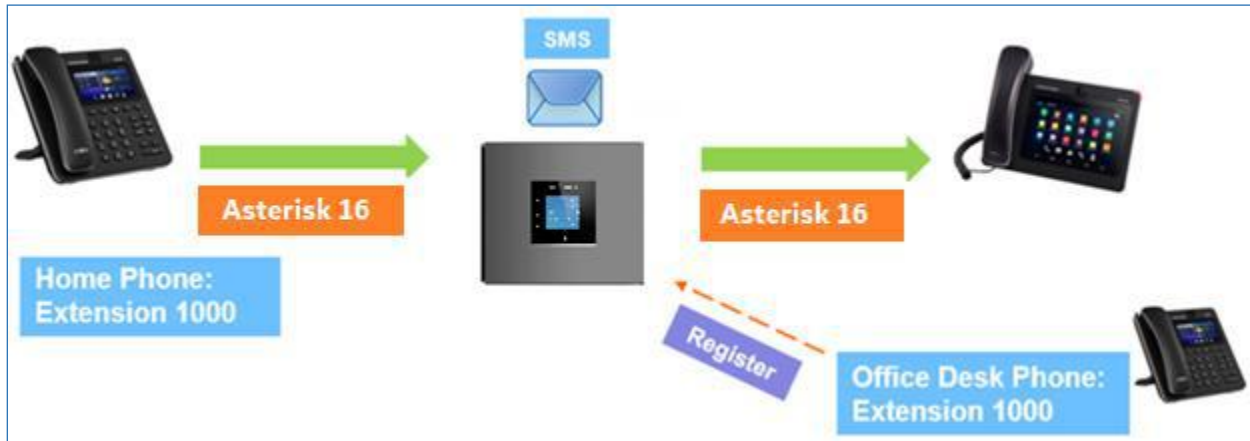 SMS
Asterisk 16
Asterisk 16
Home Phone:
Extension 1000
Register
Office Desk Phone:
Extension 1000